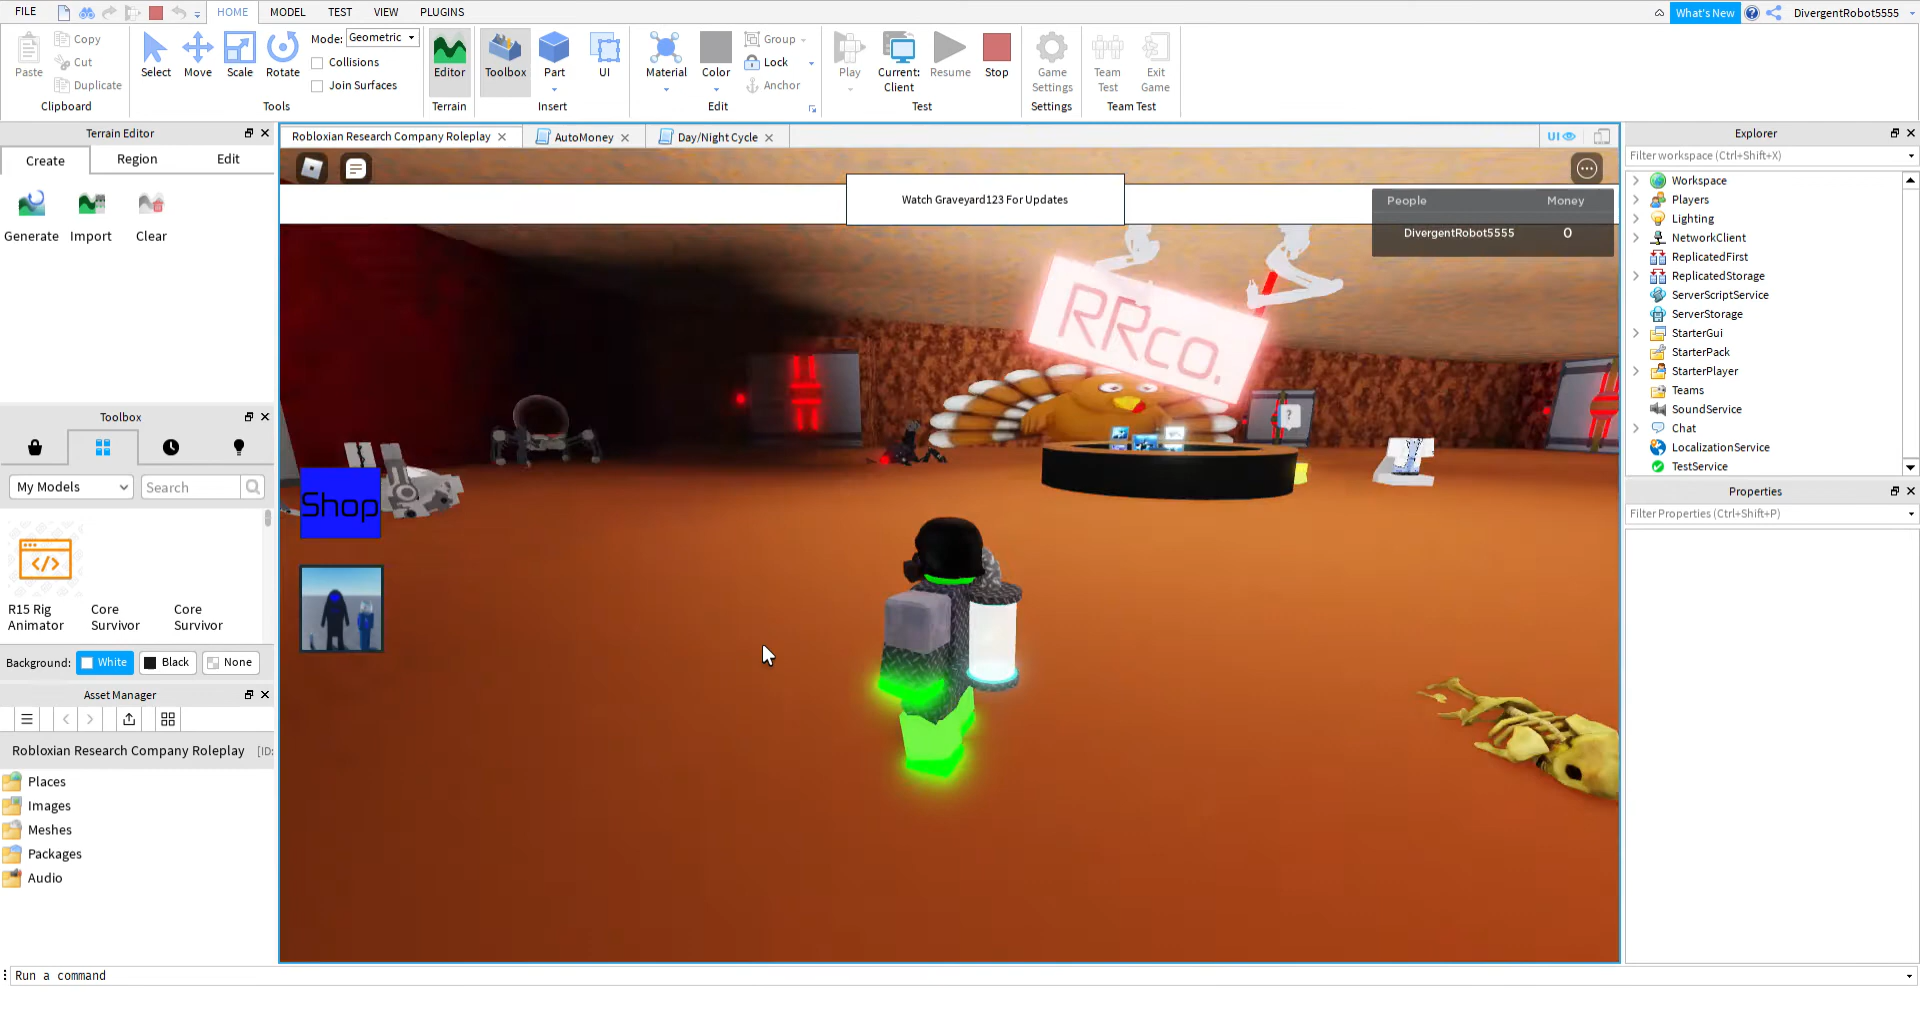 FILE HOME MODEL TEST VIEW PLUGINS What's New DivergentRobot5555
Paste Copy Cut Duplicate Clipboard
Select Move Scale Rotate Mode: Geometric Collisions Join Surfaces Tools
Editor Terrain
Toolbox Part UI Insert
Material Color Group Lock Anchor Edit
Play Current: Client Resume Stop Test
Game Settings Settings
Team Test Exit Game Team Test
Terrain Editor
Create Region Edit
Generate Import Clear
Toolbox
My Models Search
R15 Rig Animator
Core Survivor
Core Survivor
Background: White Black None
Asset Manager
Robloxian Research Company Roleplay [ID:
Places
Images
Meshes
Packages
Audio
Robloxian Research Company Roleplay AutoMoney Day/Night Cycle UI
Watch Graveyard123 For Updates
People Money
DivergentRobot5555 0
RRco.
?
Shop
Explorer
Filter workspace (Ctrl+Shift+X)
Workspace
Players
Lighting
NetworkClient
ReplicatedFirst
ReplicatedStorage
ServerScriptService
ServerStorage
StarterGui
StarterPack
StarterPlayer
Teams
SoundService
Chat
LocalizationService
TestService
Properties
Filter Properties (Ctrl+Shift+P)
Run a command